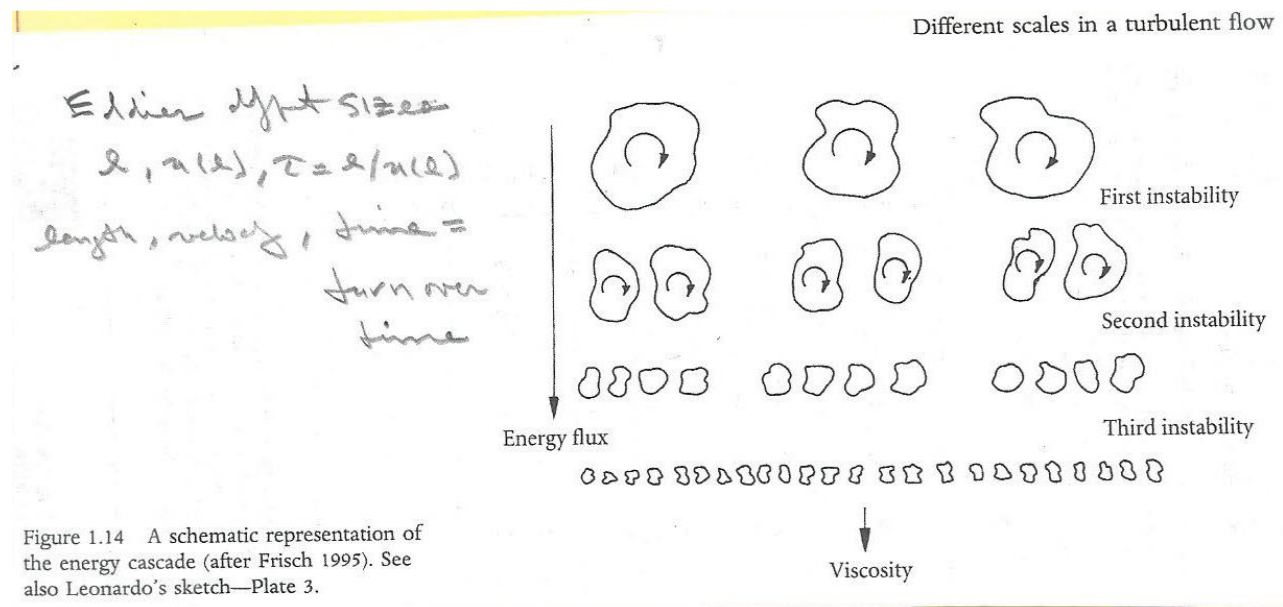 Different scales in a turbulent flow
Eddies diffnt sizes
l, u(l), τ = l/u(l)
length, velocity, time =
turn over
time
First instability
Second instability
Energy flux
Third instability
Figure 1.14 A schematic representation of
the energy cascade (after Frisch 1995). See
also Leonardo's sketch—Plate 3.
Viscosity